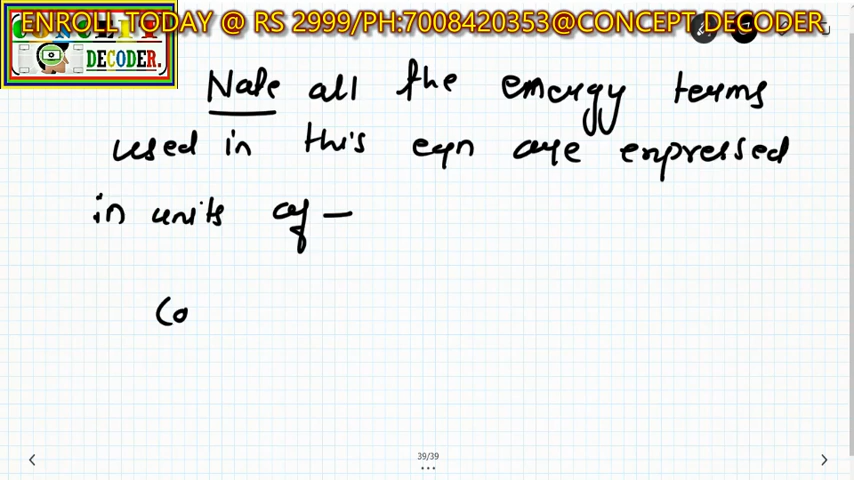 ENROLL TODAY @ RS 2999/PH:7008420353@CONCEPT DECODER.
DECODER.
Note all the energy terms
used in this eqn are expressed
in units of —
Co
39/39